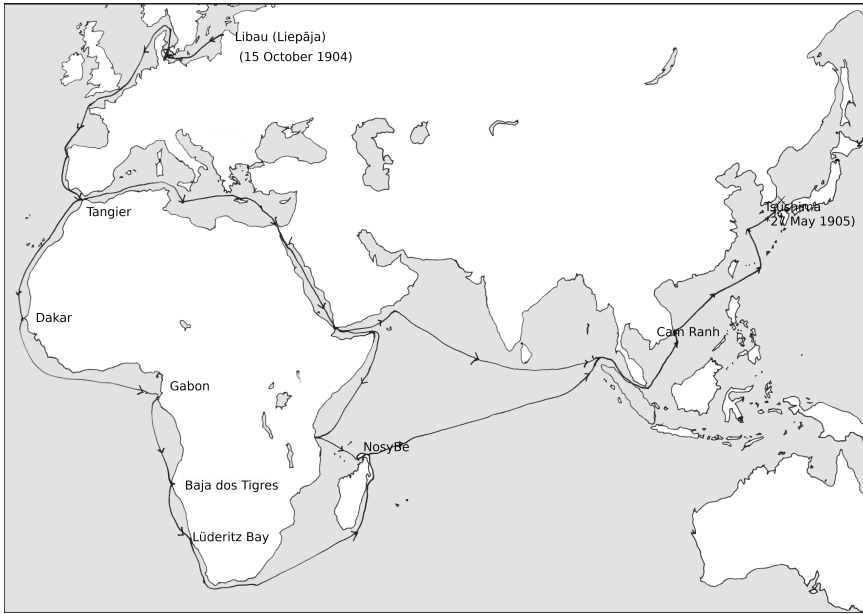 Libau (Liepāja)
(15 October 1904)
Tangier
Tsushima
27 May 1905)
Dakar
Cam Ranh
Gabon
NosyBe
Baja dos Tigres
Lüderitz Bay